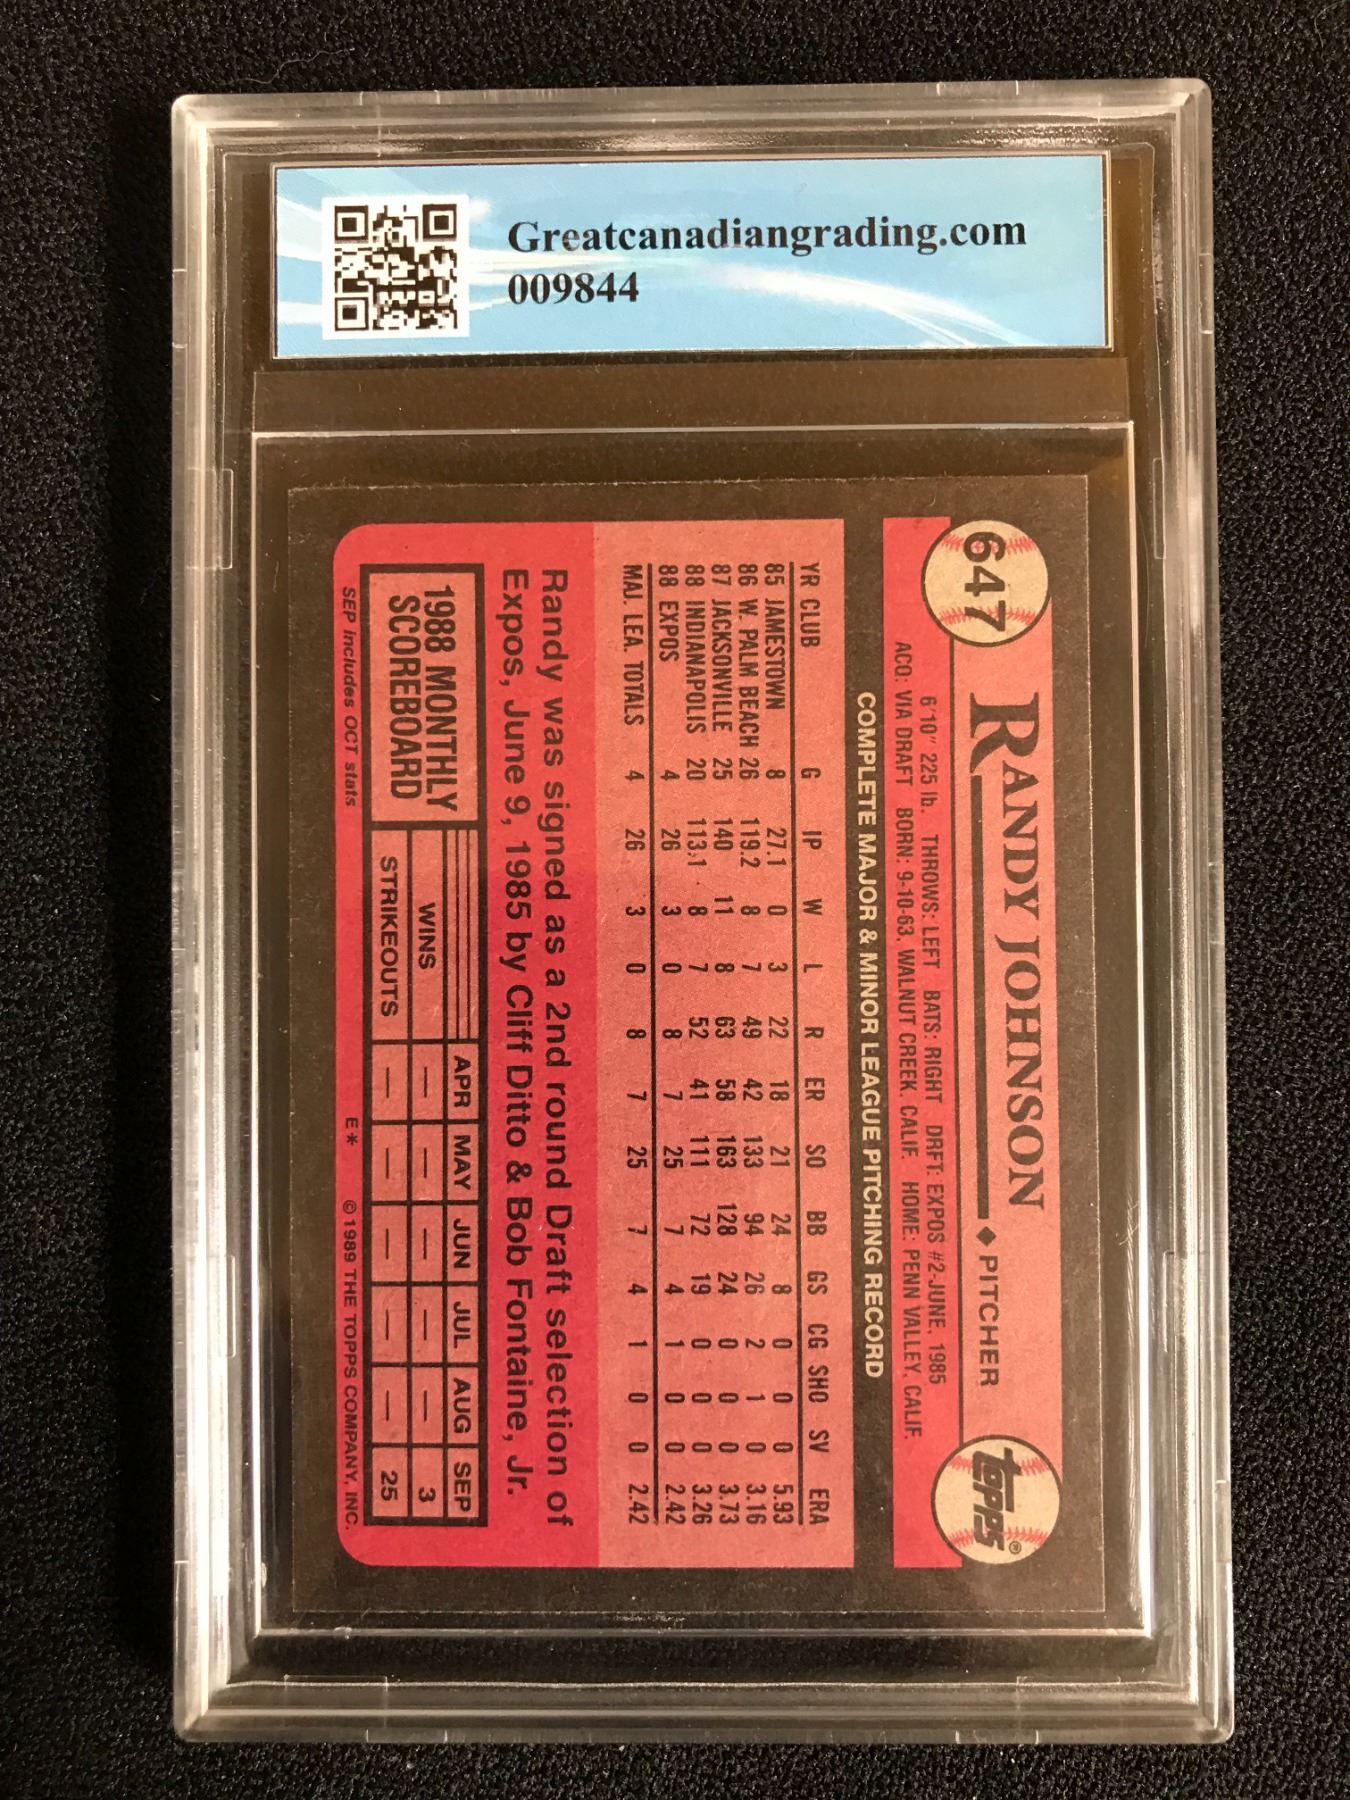 Greatcanadiangrading.com
009844
647
RANDY JOHNSON ♦ PITCHER
topps®
6'10" 225 lb. THROWS: LEFT BATS: RIGHT DRFT: EXPOS #2-JUNE, 1985
ACQ: VIA DRAFT BORN: 9-10-63, WALNUT CREEK, CALIF. HOME: PENN VALLEY, CALIF.
COMPLETE MAJOR & MINOR LEAGUE PITCHING RECORD
YR CLUB G IP W L R ER SO BB GS CG SHO SV ERA
85 JAMESTOWN 8 27.1 0 3 22 18 21 24 8 0 0 0 5.93
86 W. PALM BEACH 26 119.2 8 7 49 42 133 94 26 2 1 0 3.16
87 JACKSONVILLE 25 140 11 8 63 58 163 128 24 0 0 0 3.73
88 INDIANAPOLIS 20 113.1 8 7 52 41 111 72 19 0 0 0 3.26
88 EXPOS 4 26 3 0 8 7 25 7 4 1 0 0 2.42
MAJ. LEA. TOTALS 4 26 3 0 8 7 25 7 4 1 0 0 2.42
Randy was signed as a 2nd round Draft selection of
Expos, June 9, 1985 by Cliff Ditto & Bob Fontaine, Jr.
1988 MONTHLY
SCOREBOARD
APR MAY JUN JUL AUG SEP
WINS — — — — — 3
STRIKEOUTS — — — — — 25
SEP includes OCT stats E* © 1989 THE TOPPS COMPANY, INC.